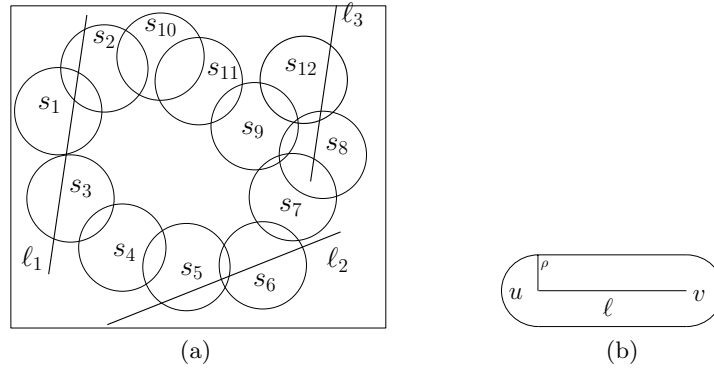 s₁₀
ℓ₃
s₂
s₁₁
s₁₂
s₁
s₉
s₈
s₃
s₇
s₄
ℓ₁
s₅
s₆
ℓ₂
ρ
u
v
ℓ
(a)
(b)